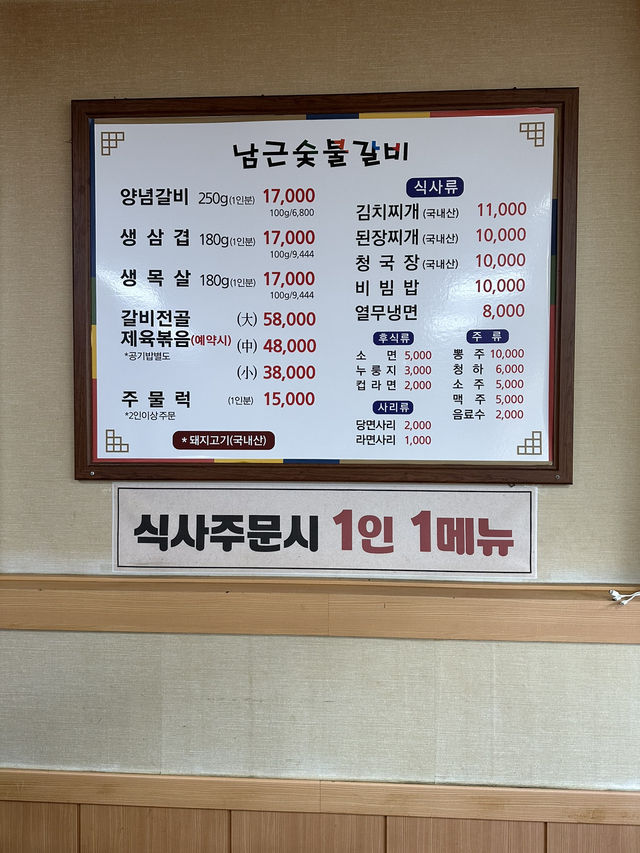 남근숯불갈비
양념갈비 250g(1인분) 17,000
100g/6,800
생삼겹 180g(1인분) 17,000
100g/9,444
생목살 180g(1인분) 17,000
100g/9,444
갈비전골 (大) 58,000
제육볶음(예약시) (中) 48,000
*공기밥별도
(小) 38,000
주물럭 (1인분) 15,000
*2인이상주문
* 돼지고기(국내산)
식사류
김치찌개 (국내산) 11,000
된장찌개 (국내산) 10,000
청국장 (국내산) 10,000
비빔밥 10,000
열무냉면 8,000
후식류
소면 5,000
누룽지 3,000
컵라면 2,000
사리류
당면사리 2,000
라면사리 1,000
주류
뽕주 10,000
청하 6,000
소주 5,000
맥주 5,000
음료수 2,000
식사주문시 1인 1메뉴